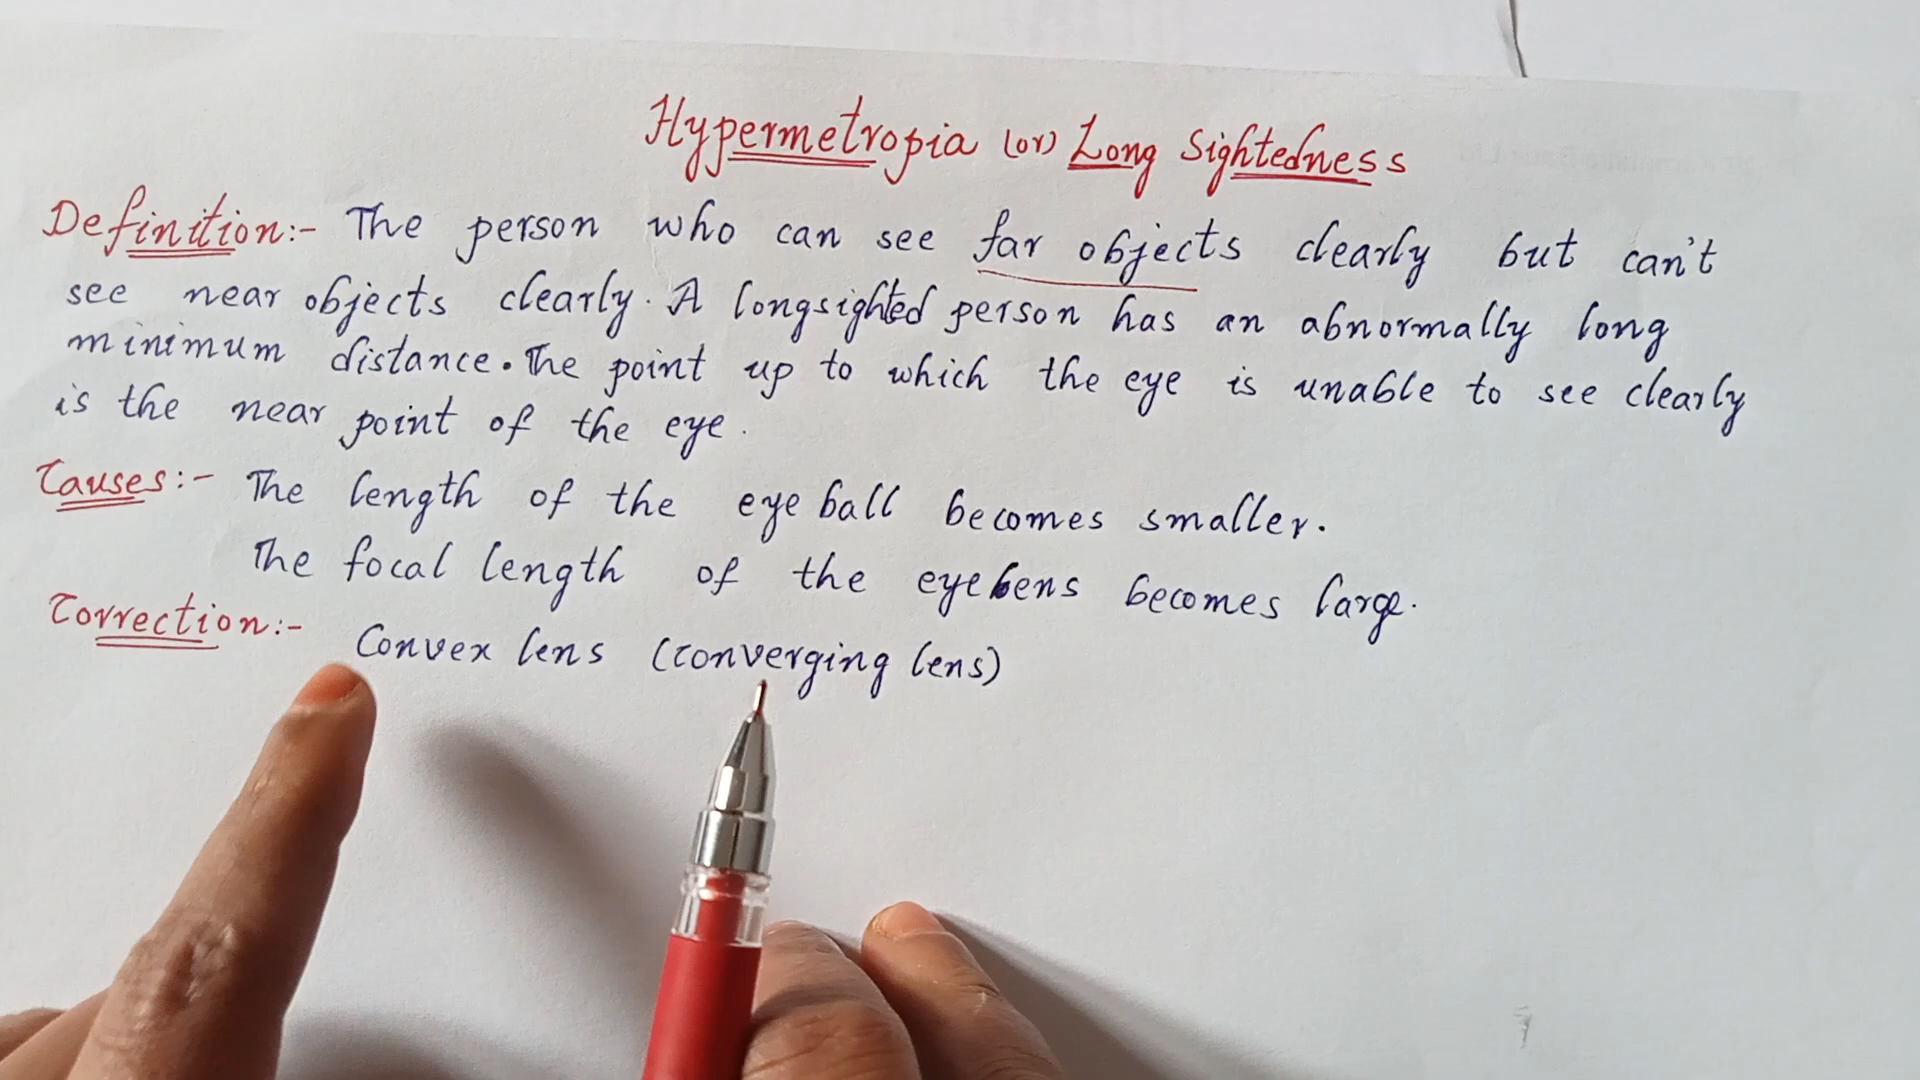 Hypermetropia (or) Long Sightedness
Definition:- The person who can see far objects clearly but can't
see near objects clearly. A longsighted person has an abnormally long
minimum distance. The point up to which the eye is unable to see clearly
is the near point of the eye.
Causes:- The length of the eye ball becomes smaller.
The focal length of the eye lens becomes large.
Correction:- Convex lens (converging lens)